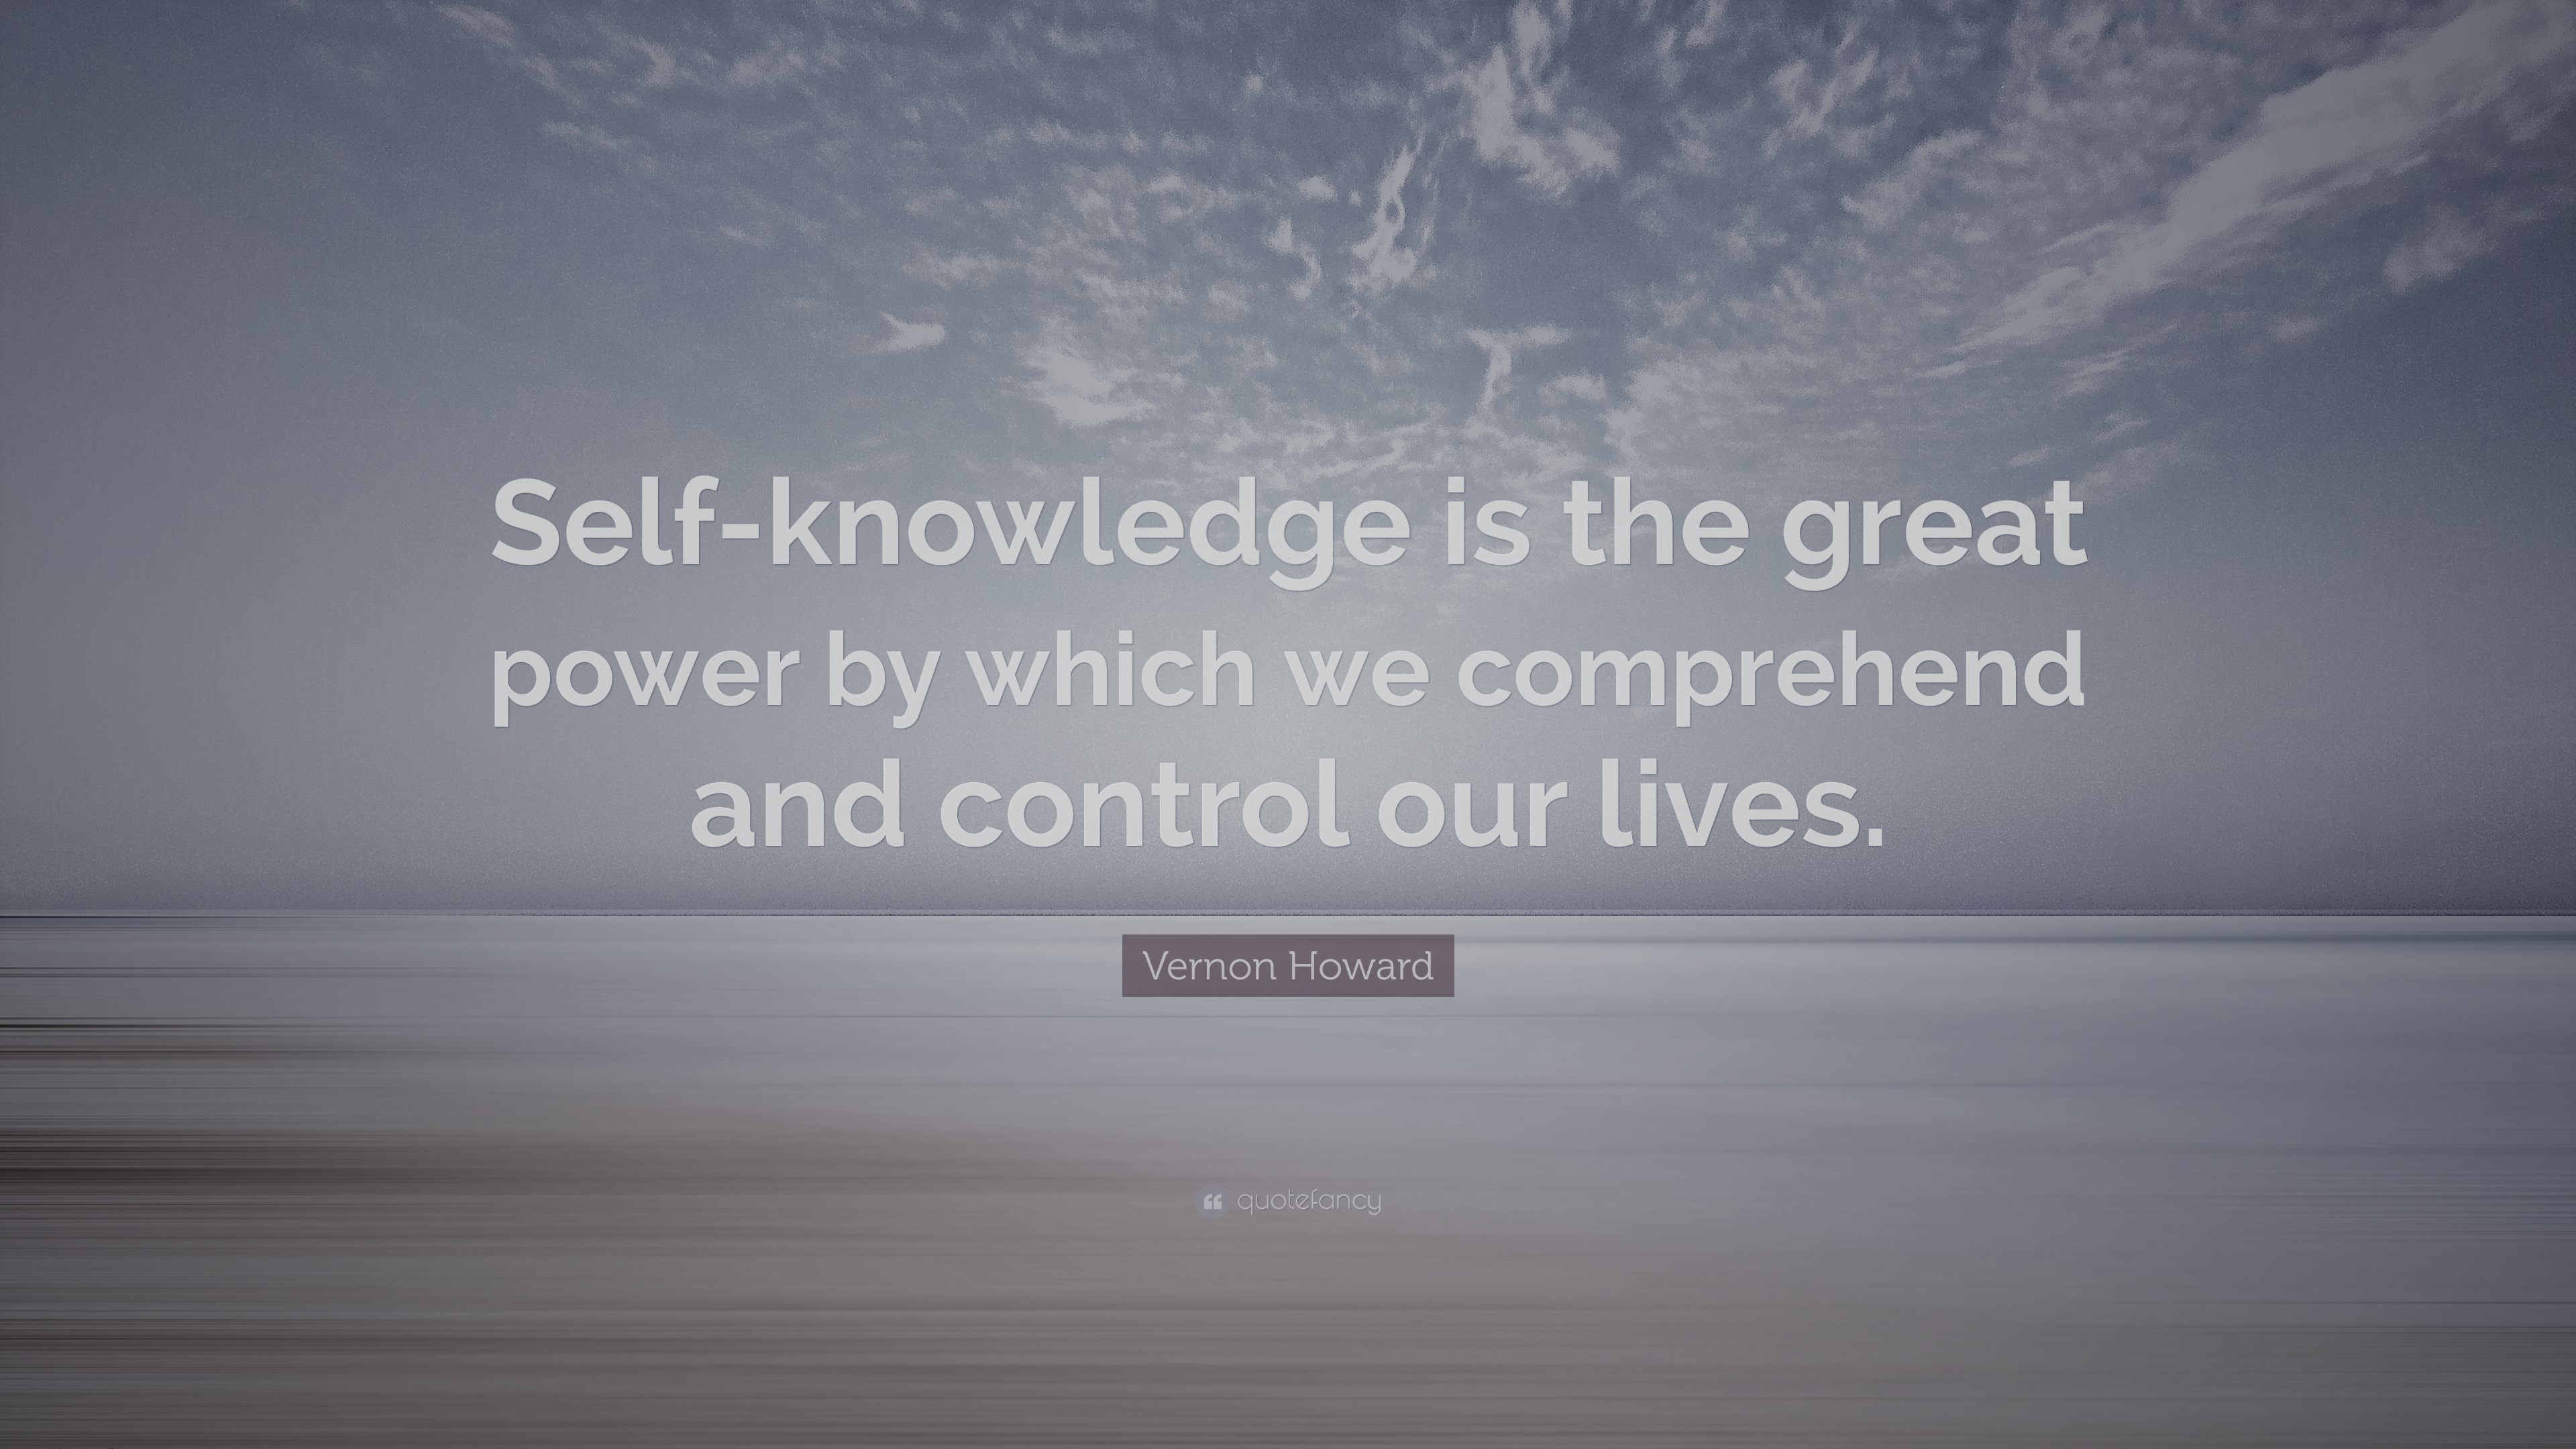 Self-knowledge is the great
power by which we comprehend
and control our lives.
Vernon Howard
quotefancy